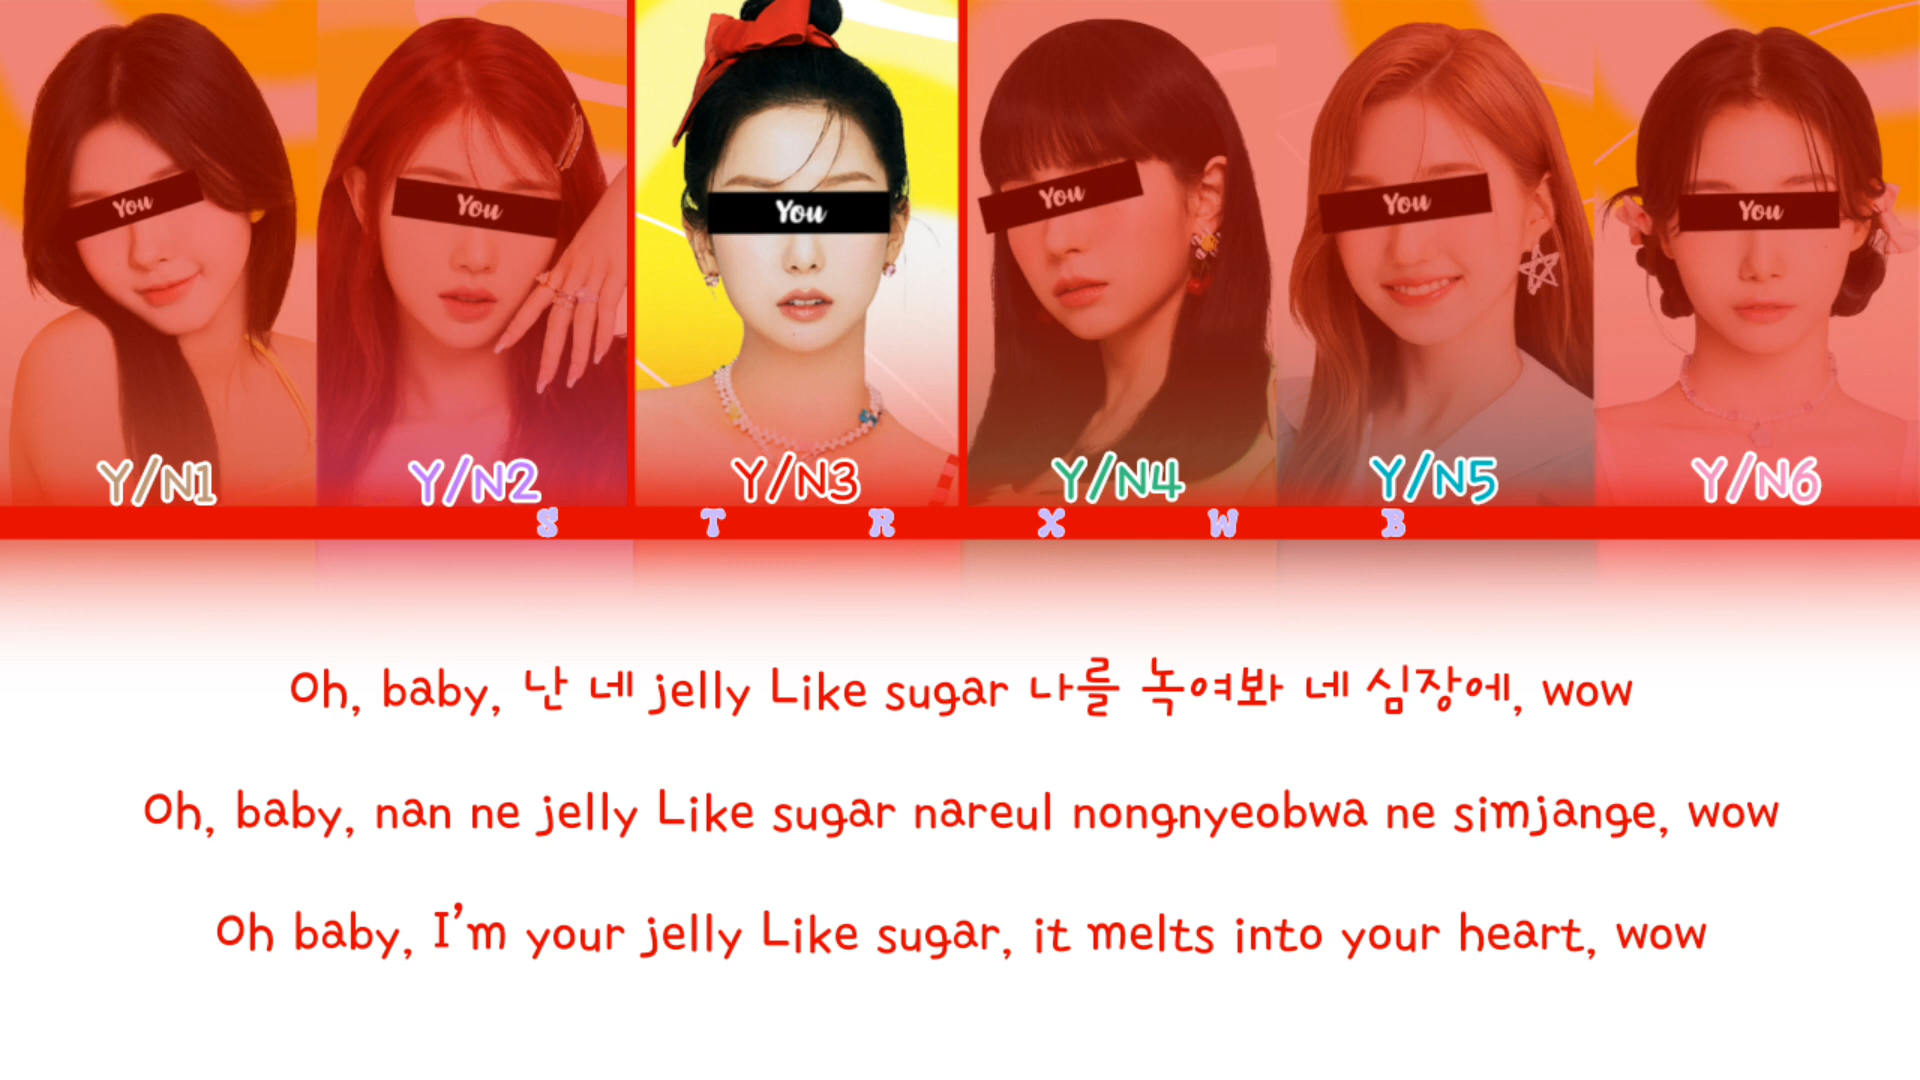 You You You You You You
Y/N1 Y/N2 Y/N3 Y/N4 Y/N5 Y/N6
S T R X W B
Oh, baby, 난 네 jelly Like sugar 나를 녹여봐 네 심장에, wow
Oh, baby, nan ne jelly Like sugar nareul nongnyeobwa ne simjange, wow
Oh baby, I'm your jelly Like sugar, it melts into your heart, wow